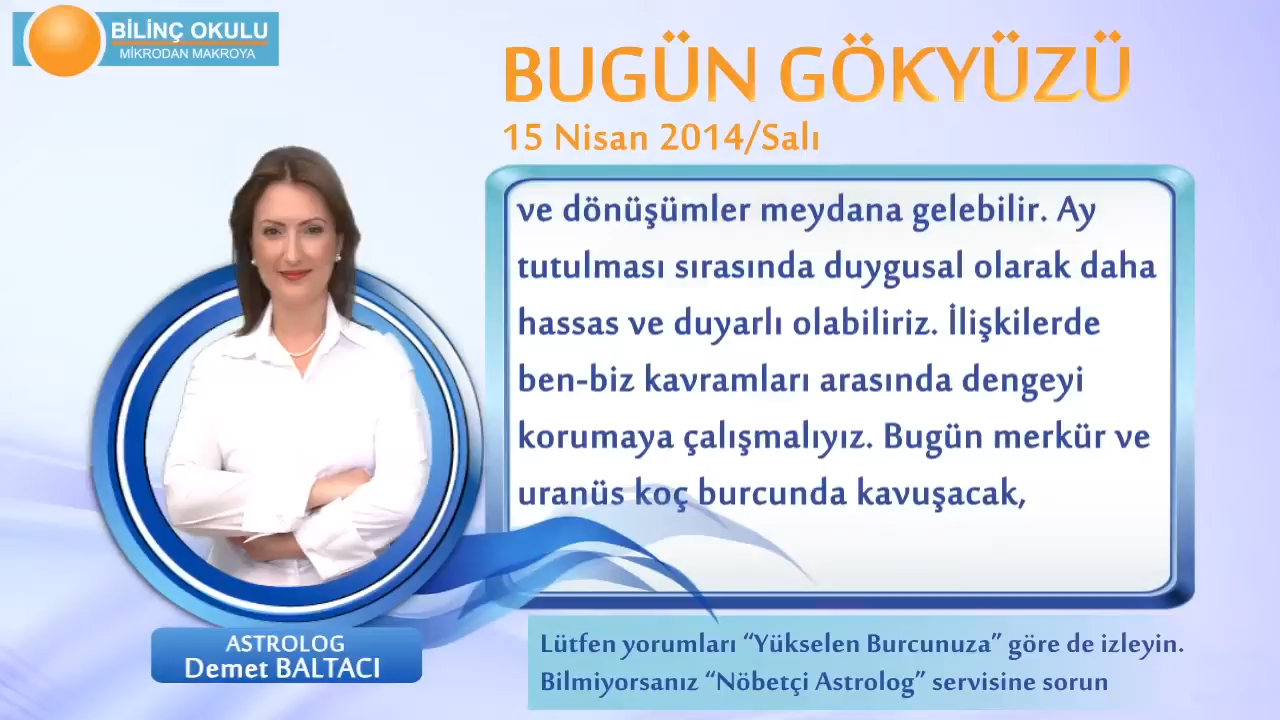 BİLİNÇ OKULU
MİKRODAN MAKROYA
BUGÜN GÖKYÜZÜ
15 Nisan 2014/Salı
ve dönüşümler meydana gelebilir. Ay
tutulması sırasında duygusal olarak daha
hassas ve duyarlı olabiliriz. İlişkilerde
ben-biz kavramları arasında dengeyi
korumaya çalışmalıyız. Bugün merkür ve
uranüs koç burcunda kavuşacak,
ASTROLOG
Demet BALTACI
Lütfen yorumları “Yükselen Burcunuza” göre de izleyin.
Bilmiyorsanız “Nöbetçi Astrolog” servisine sorun